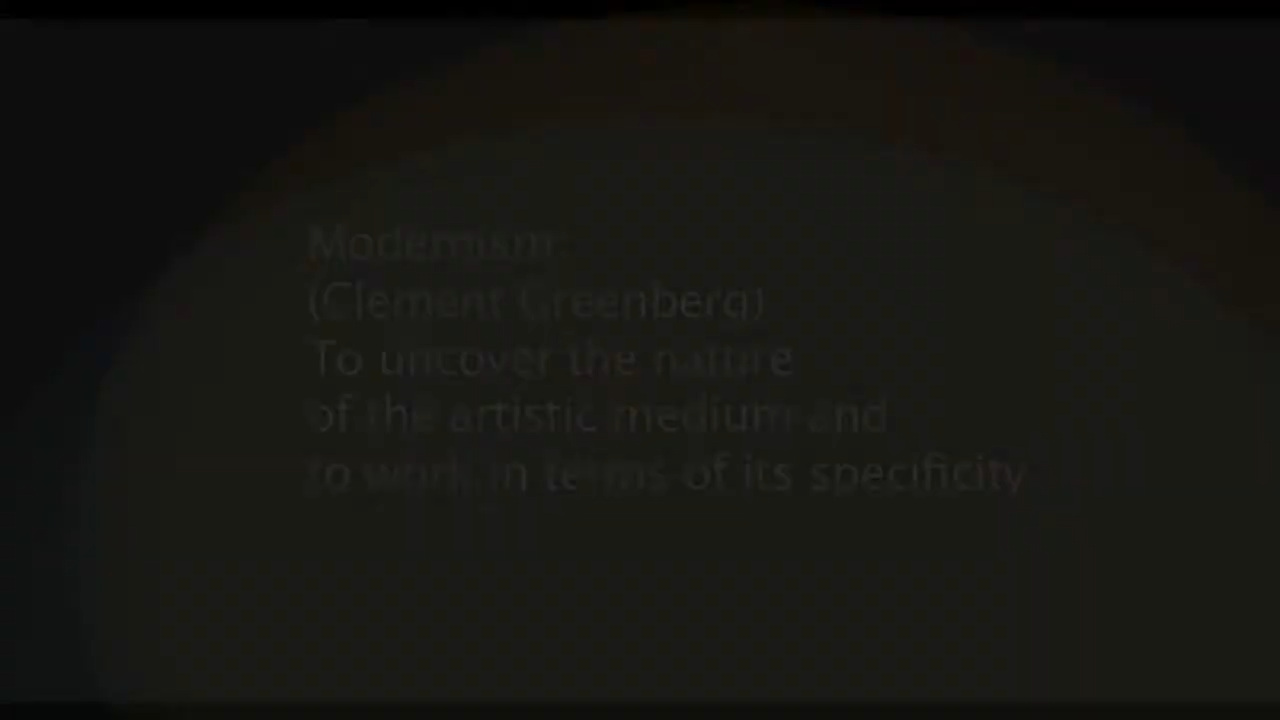 Modernism:
(Clement Greenberg)
To uncover the nature
of the artistic medium and
to work in terms of its specificity